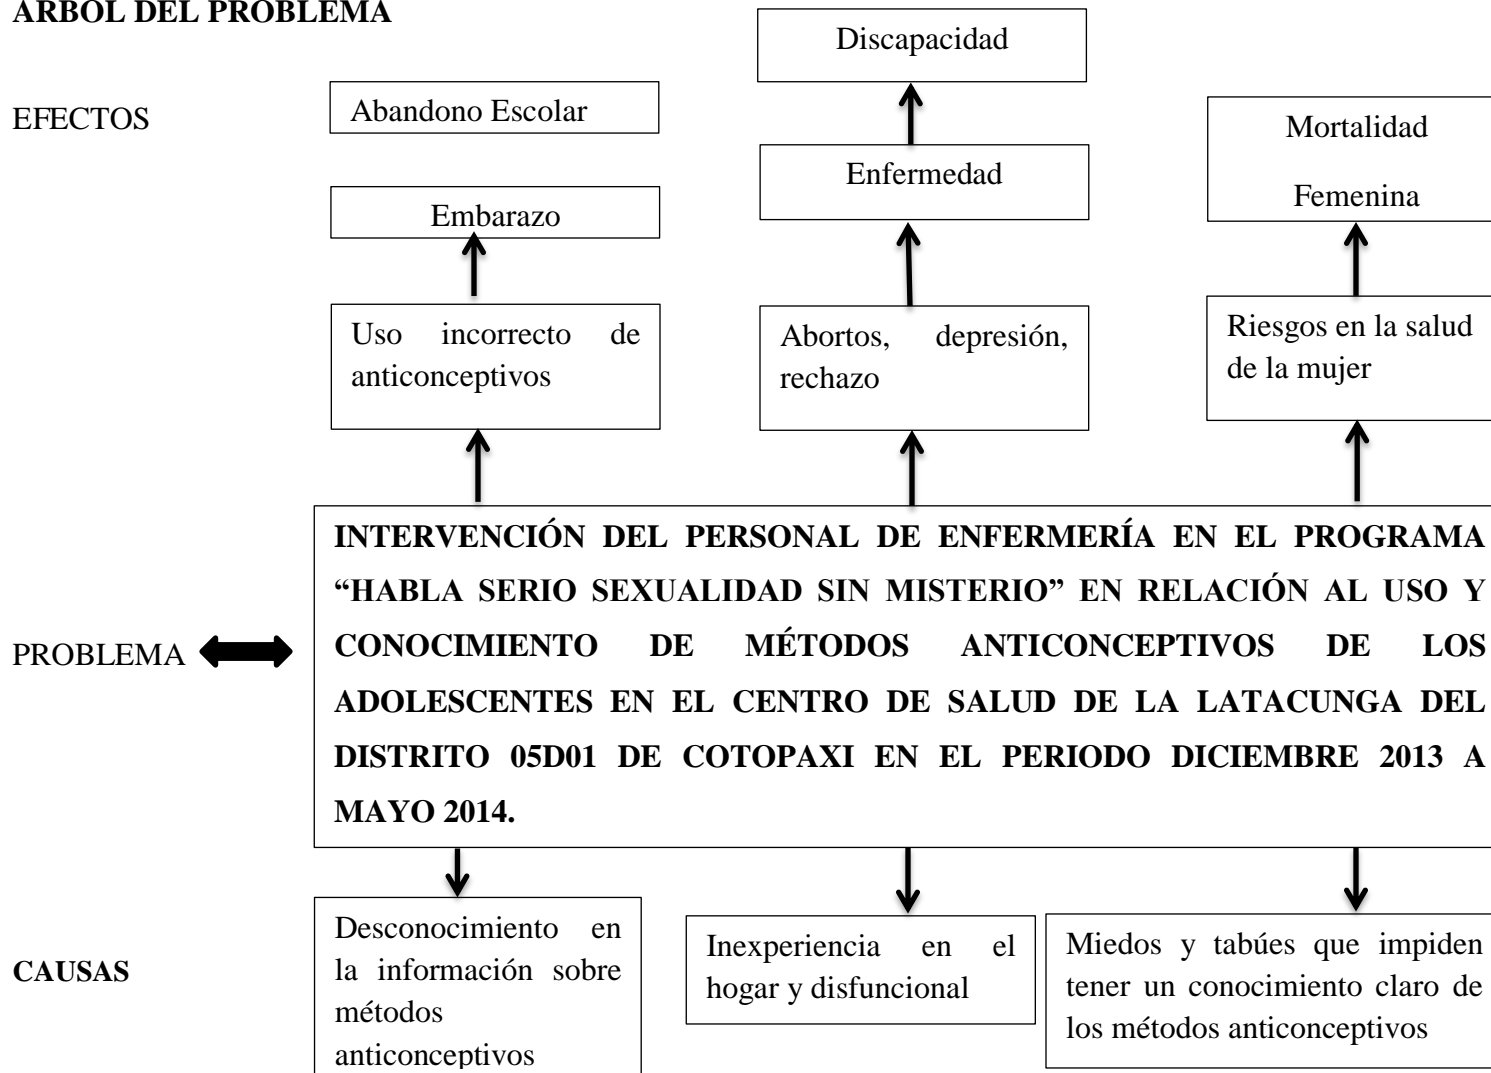 ÁRBOL DEL PROBLEMA
Discapacidad
EFECTOS
Abandono Escolar
Mortalidad
Femenina
Enfermedad
Embarazo
Uso incorrecto de
anticonceptivos
Abortos, depresión,
rechazo
Riesgos en la salud
de la mujer
INTERVENCIÓN DEL PERSONAL DE ENFERMERÍA EN EL PROGRAMA
“HABLA SERIO SEXUALIDAD SIN MISTERIO” EN RELACIÓN AL USO Y
CONOCIMIENTO DE MÉTODOS ANTICONCEPTIVOS DE LOS
ADOLESCENTES EN EL CENTRO DE SALUD DE LA LATACUNGA DEL
DISTRITO 05D01 DE COTOPAXI EN EL PERIODO DICIEMBRE 2013 A
MAYO 2014.
PROBLEMA
CAUSAS
Desconocimiento en
la información sobre
métodos
anticonceptivos
Inexperiencia en el
hogar y disfuncional
Miedos y tabúes que impiden
tener un conocimiento claro de
los métodos anticonceptivos